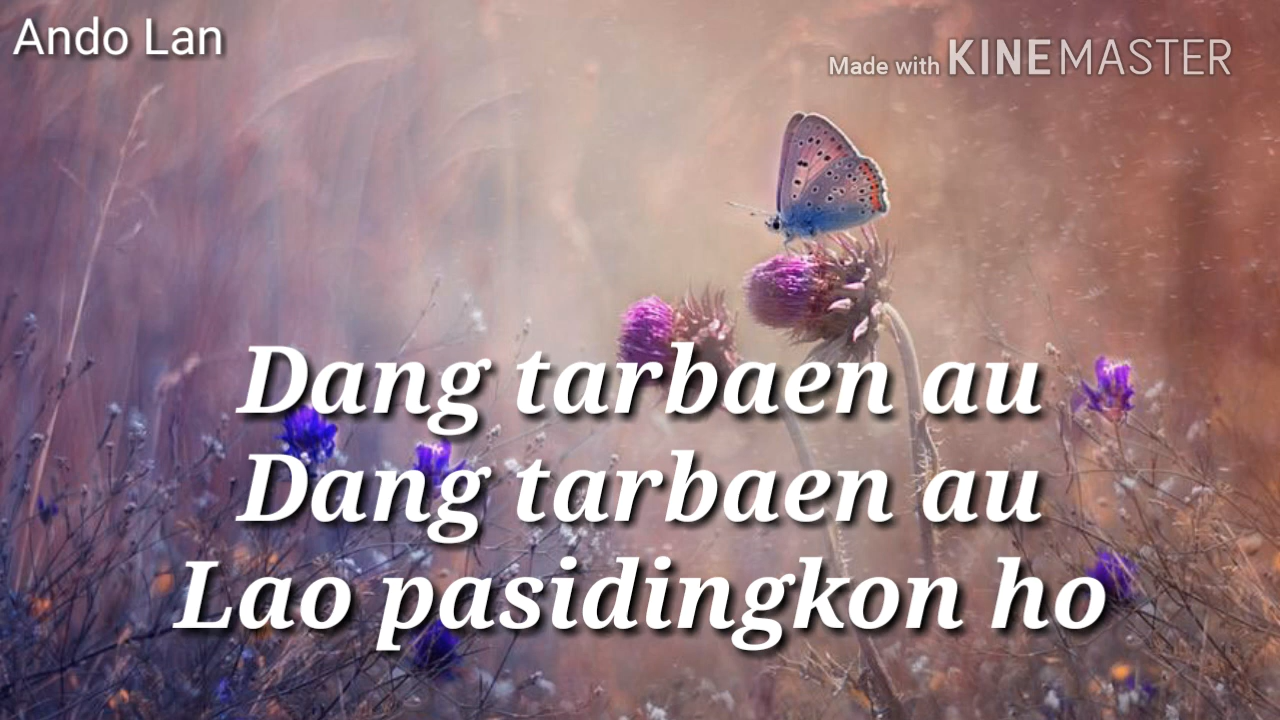 Ando Lan
Made with KINEMASTER
Dang tarbaen au
Dang tarbaen au
Lao pasidingkon ho